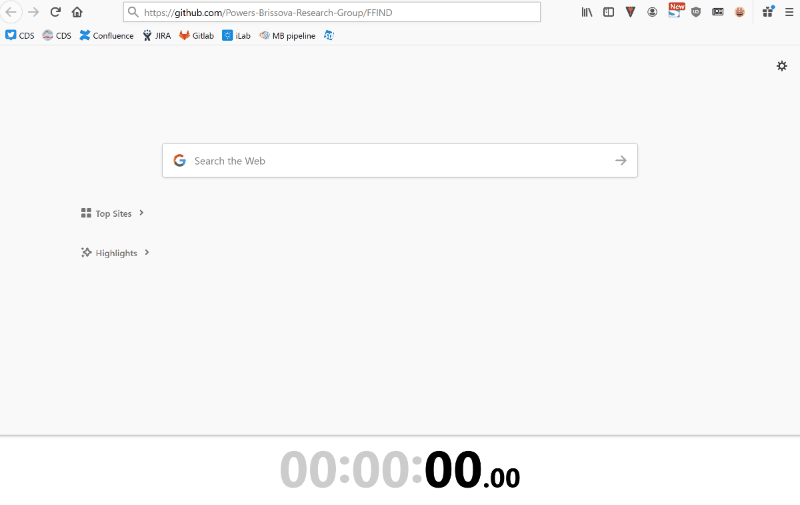 https://github.com/Powers-Brissova-Research-Group/FFIND
New
CDS CDS Confluence JIRA Gitlab iLab MB pipeline
Search the Web
Top Sites
Highlights
00:00:00.00